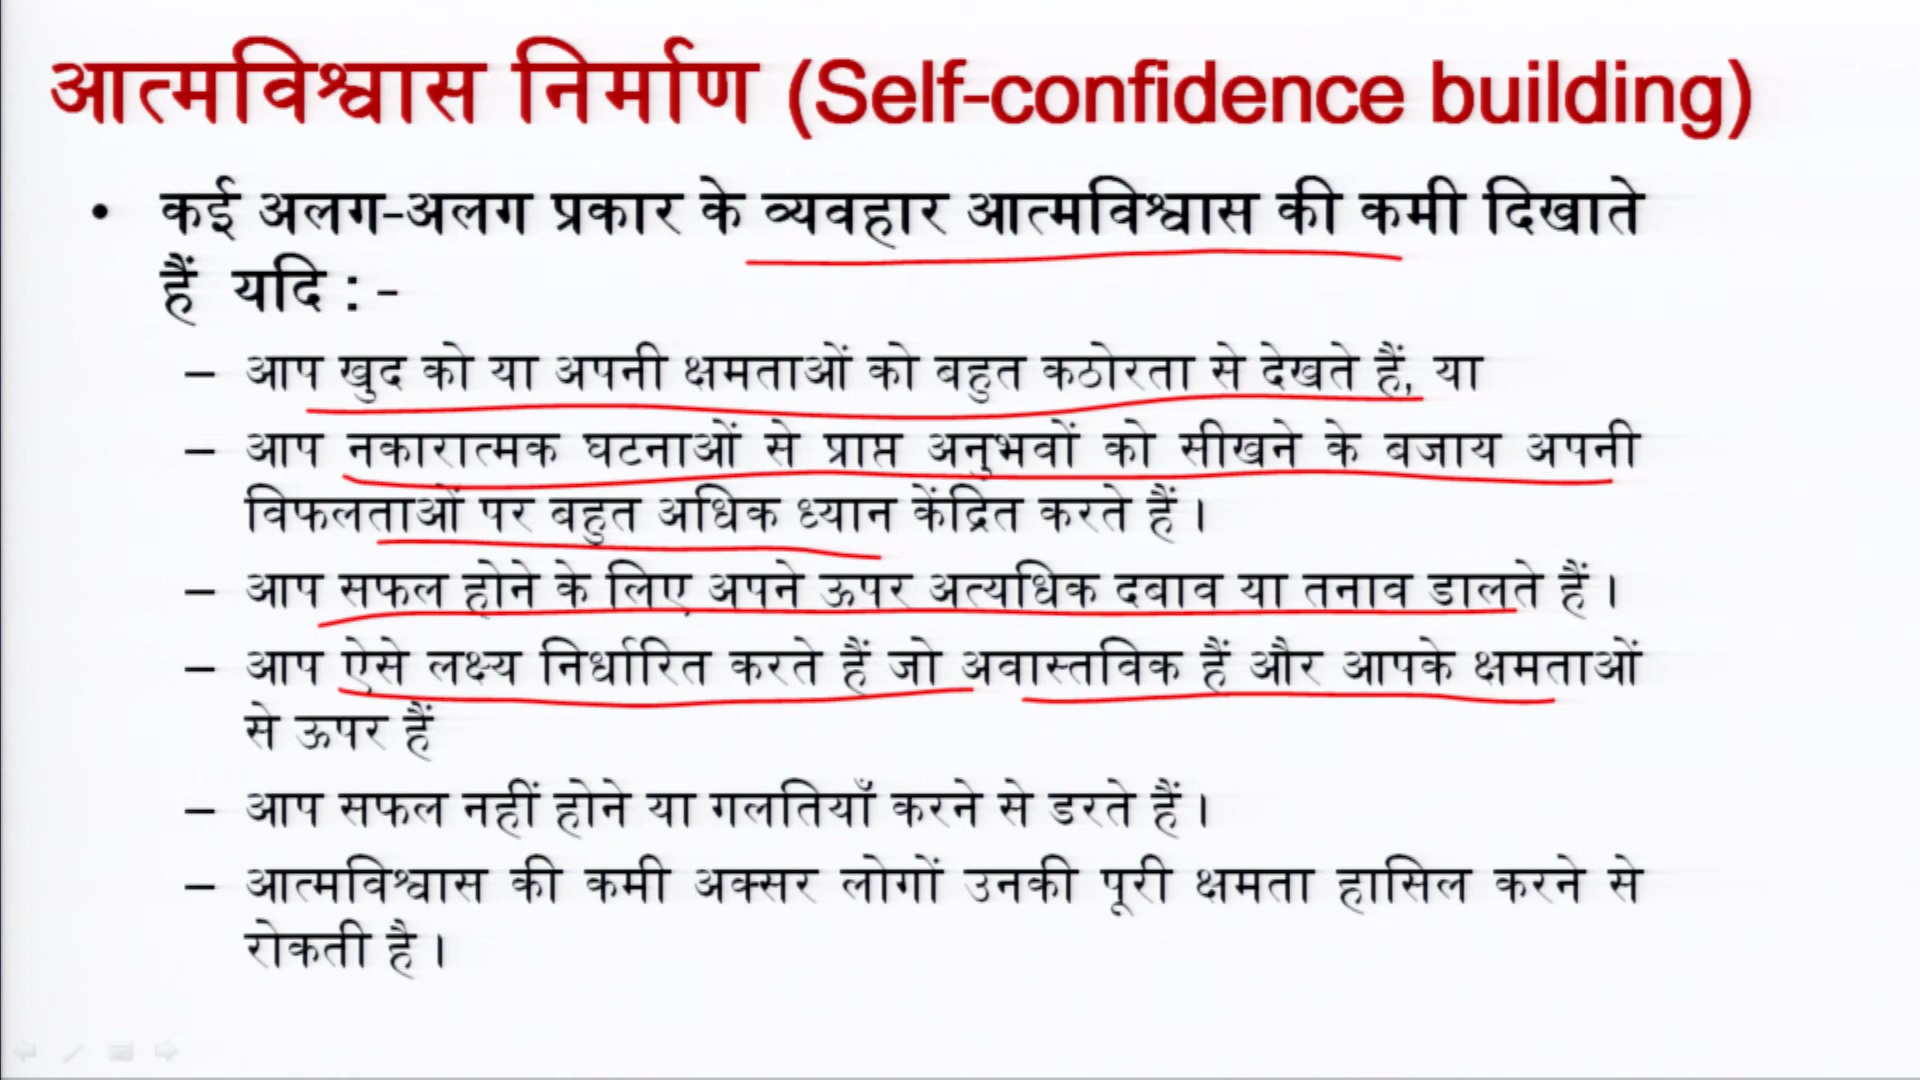 आत्मविश्वास निर्माण (Self-confidence building)
• कई अलग-अलग प्रकार के व्यवहार आत्मविश्वास की कमी दिखाते
हैं यदि : -
– आप खुद को या अपनी क्षमताओं को बहुत कठोरता से देखते हैं, या
– आप नकारात्मक घटनाओं से प्राप्त अनुभवों को सीखने के बजाय अपनी
विफलताओं पर बहुत अधिक ध्यान केंद्रित करते हैं ।
– आप सफल होने के लिए अपने ऊपर अत्यधिक दबाव या तनाव डालते हैं ।
– आप ऐसे लक्ष्य निर्धारित करते हैं जो अवास्तविक हैं और आपके क्षमताओं
से ऊपर हैं
– आप सफल नहीं होने या गलतियाँ करने से डरते हैं ।
– आत्मविश्वास की कमी अक्सर लोगों उनकी पूरी क्षमता हासिल करने से
रोकती है ।